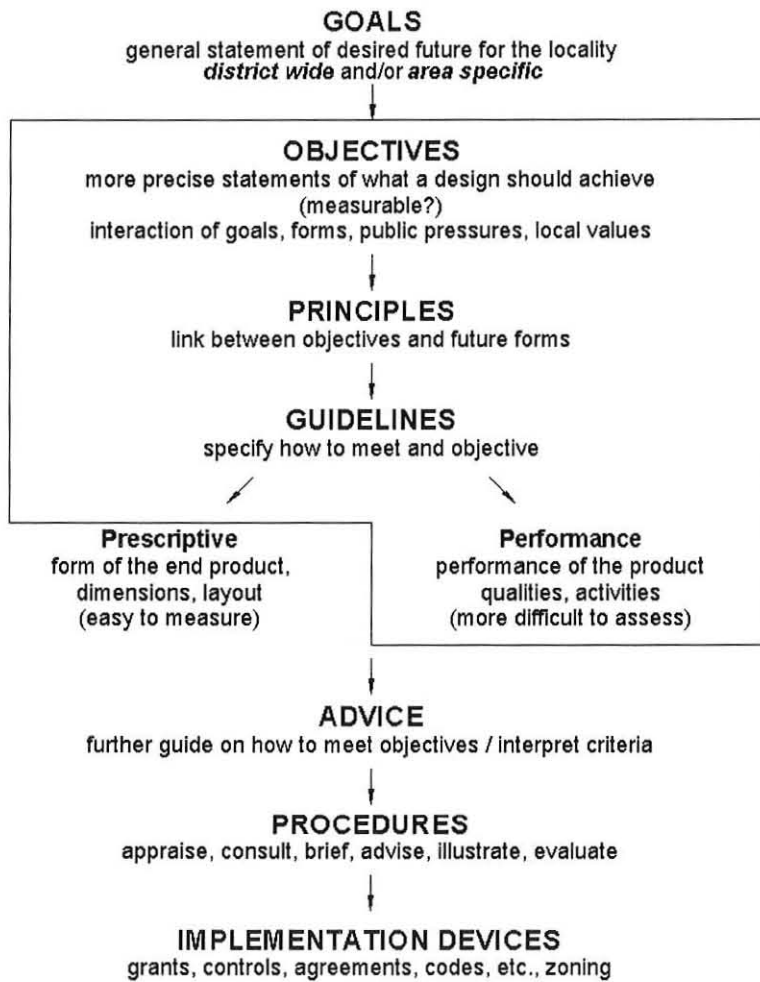 GOALS
general statement of desired future for the locality
district wide and/or area specific
OBJECTIVES
more precise statements of what a design should achieve
(measurable?)
interaction of goals, forms, public pressures, local values
PRINCIPLES
link between objectives and future forms
GUIDELINES
specify how to meet and objective
Prescriptive
form of the end product,
dimensions, layout
(easy to measure)
Performance
performance of the product
qualities, activities
(more difficult to assess)
ADVICE
further guide on how to meet objectives / interpret criteria
PROCEDURES
appraise, consult, brief, advise, illustrate, evaluate
IMPLEMENTATION DEVICES
grants, controls, agreements, codes, etc., zoning